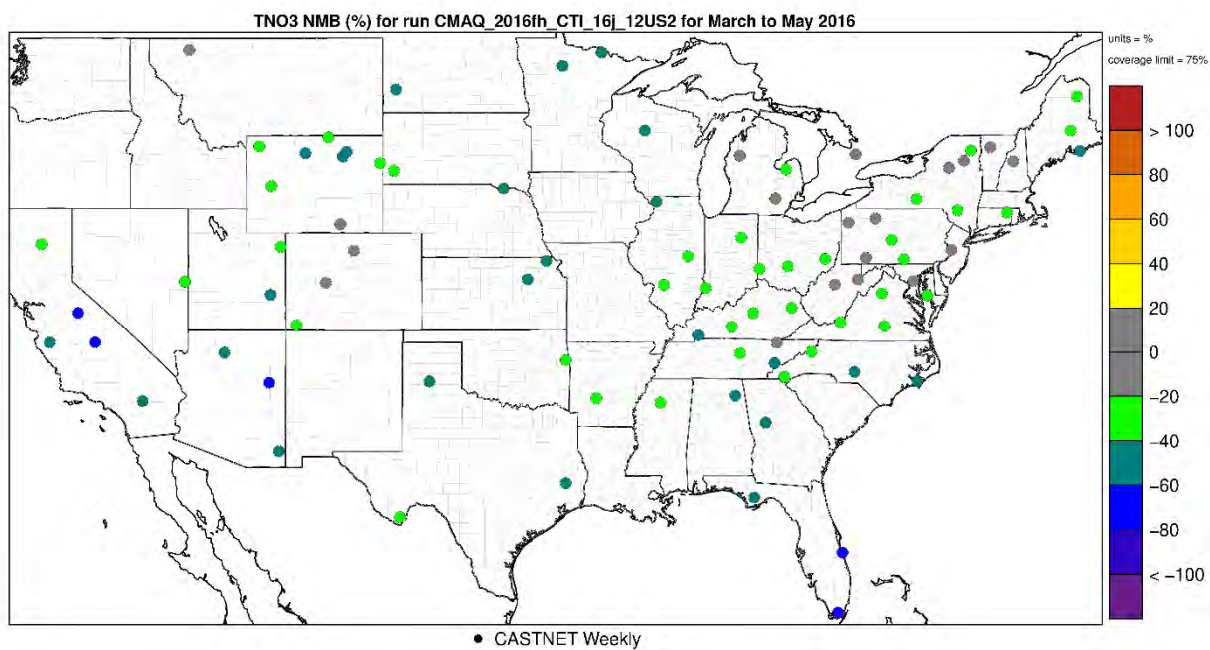 TNO3 NMB (%) for run CMAQ_2016fh_CTI_16j_12US2 for March to May 2016
units = %
coverage limit = 75%
> 100
80
60
40
20
0
−20
−40
−60
−80
< −100
● CASTNET Weekly